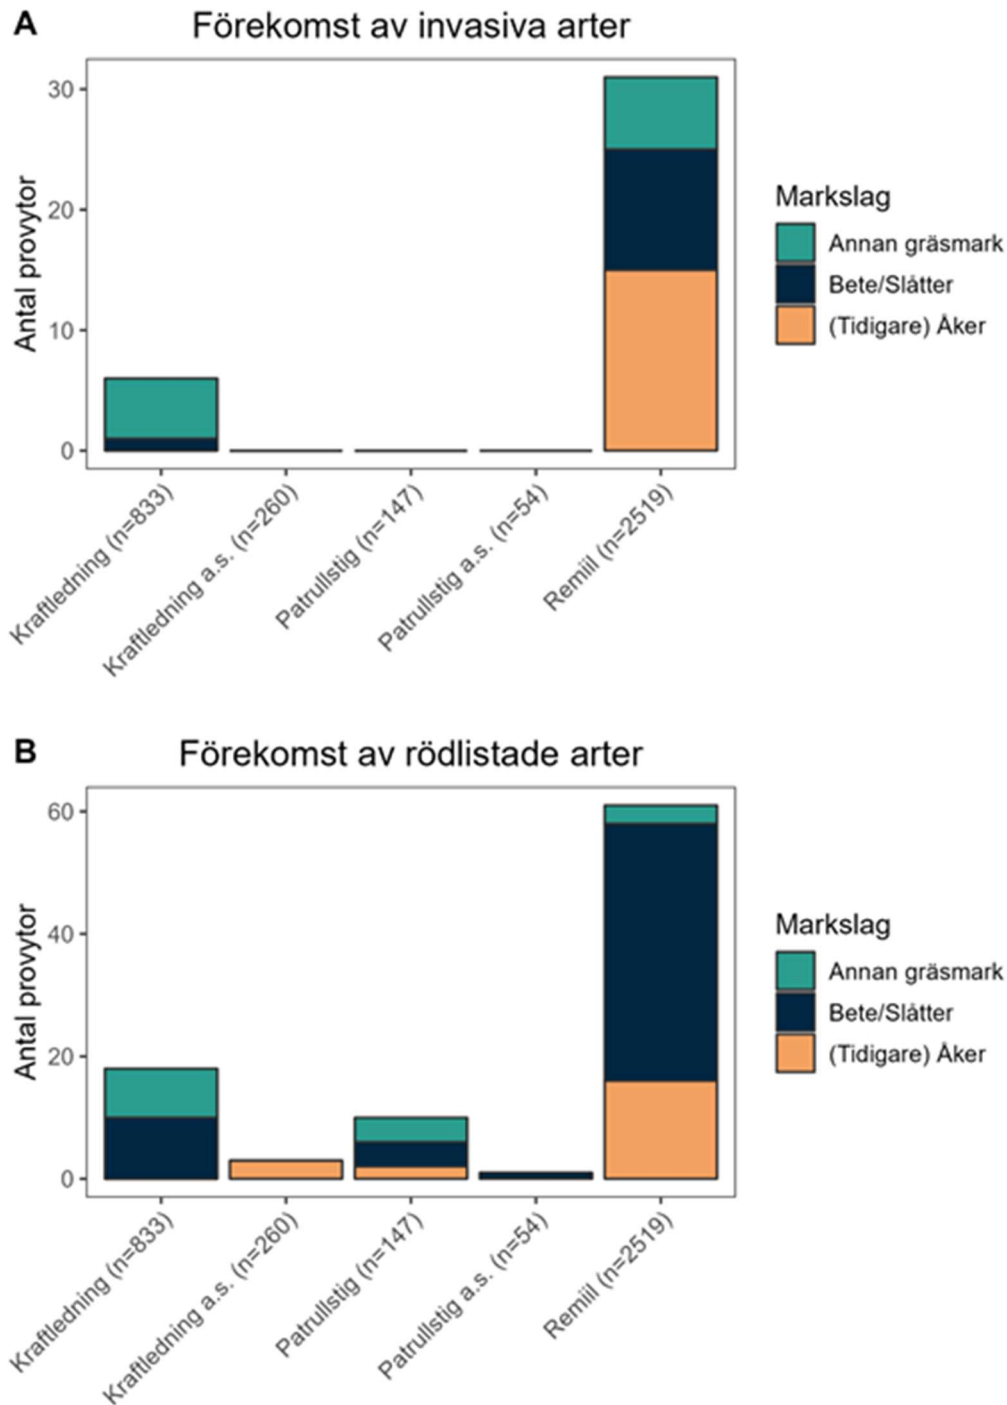 A
Förekomst av invasiva arter
Antal provytor
30
20
10
0
Kraftledning (n=833)
Kraftledning a.s. (n=260)
Patrullstig (n=147)
Patrullstig a.s. (n=54)
Remiil (n=2519)
Markslag
Annan gräsmark
Bete/Slåtter
(Tidigare) Åker
B
Förekomst av rödlistade arter
Antal provytor
60
40
20
0
Kraftledning (n=833)
Kraftledning a.s. (n=260)
Patrullstig (n=147)
Patrullstig a.s. (n=54)
Remiil (n=2519)
Markslag
Annan gräsmark
Bete/Slåtter
(Tidigare) Åker